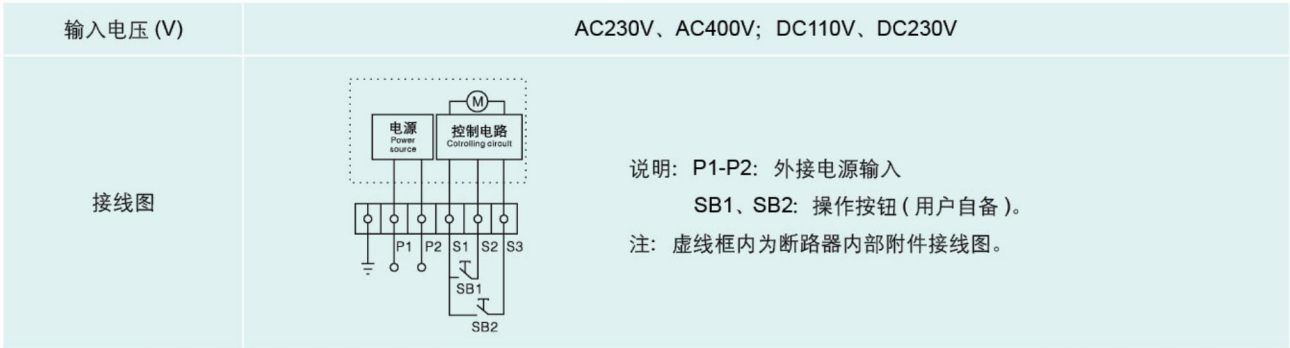 输入电压 (V)
AC230V、AC400V；DC110V、DC230V
接线图
M
电源
Power
source
控制电路
Cotrolling circult
P1 P2 S1 S2 S3
SB1
SB2
说明：P1-P2：外接电源输入
SB1、SB2：操作按钮 ( 用户自备 )。
注：虚线框内为断路器内部附件接线图。